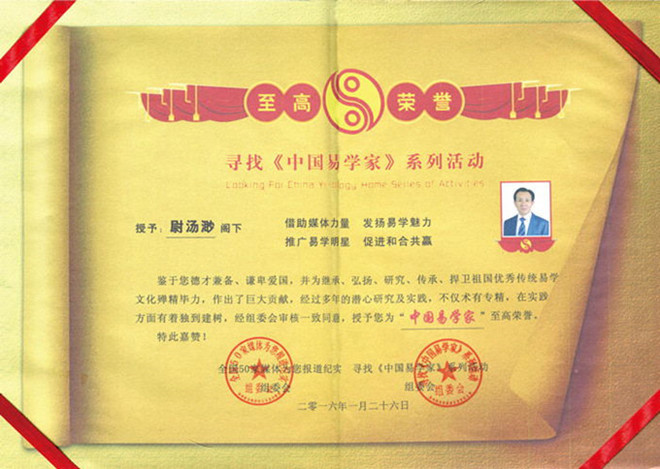 至高荣誉
寻找《中国易学家》系列活动
Looking For China Yiology Home Series of Activities
授予：尉汤渺 阁下
借助媒体力量 发扬易学魅力
推广易学明星 促进和合共赢
鉴于您德才兼备、谦卑爱国，并为继承、弘扬、研究、传承、捍卫祖国优秀传统易学
文化殚精毕力，作出了巨大贡献，经过多年的潜心研究及实践，不仅术有专精，在实践
方面有着独到建树，经组委会审核一致同意，授予您为“中国易学家”至高荣誉。
特此嘉赞！
全国50家媒体为您报道纪实 寻找《中国易学家》系列活动
组委会 组委会
二零一六年一月二十六日
组委会
组委会